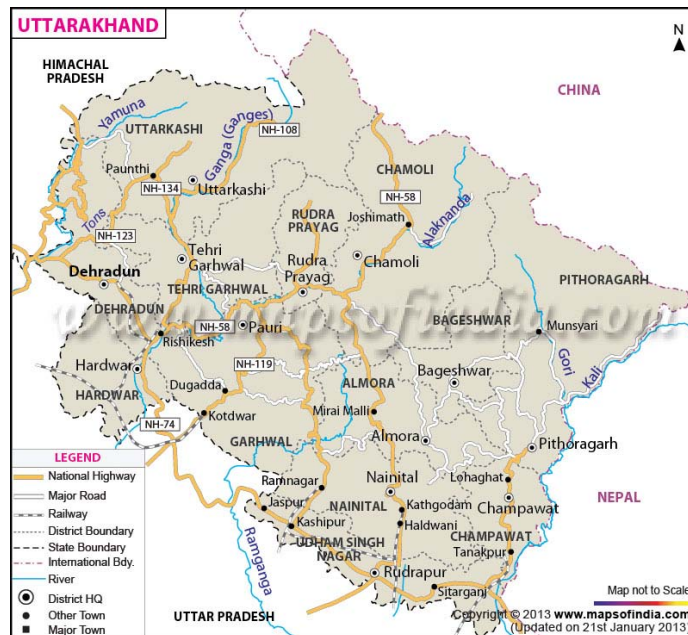 UTTARAKHAND
N
HIMACHAL
PRADESH
CHINA
Yamuna
UTTARKASHI
Ganga (Ganges)
NH-108
CHAMOLI
Paunthi
NH-134
Uttarkashi
NH-58
RUDRA
PRAYAG
Joshimath
Alaknanda
Tons
NH-123
Tehri
Garhwal
Chamoli
Dehradun
Rudra
Prayag
PITHORAGARH
TEHRI GARHWAL
DEHRADUN
www.mapsofindia.com
BAGESHWAR
Munsyari
NH-58
Pauri
Rishikesh
Gori
Kali
Hardwar
NH-119
HARDWAR
Dugadda
ALMORA
Bageshwar
Kotdwar
Mirai Malli
NH-74
GARHWAL
Almora
Pithoragarh
LEGEND
National Highway
Major Road
Railway
District Boundary
State Boundary
International Bdy.
River
District HQ
Other Town
Major Town
Ramnagar
Nainital
Lohaghat
NEPAL
Jaspur
NAINITAL
Kathgodam
Champawat
Kashipur
Haldwani
Ramganga
UDHAM SINGH
NAGAR
CHAMPAWAT
Tanakpur
Rudrapur
Sitarganj
Map not to Scale
UTTAR PRADESH
Copyright © 2013 www.mapsofindia.com
(Updated on 21st January 2013)